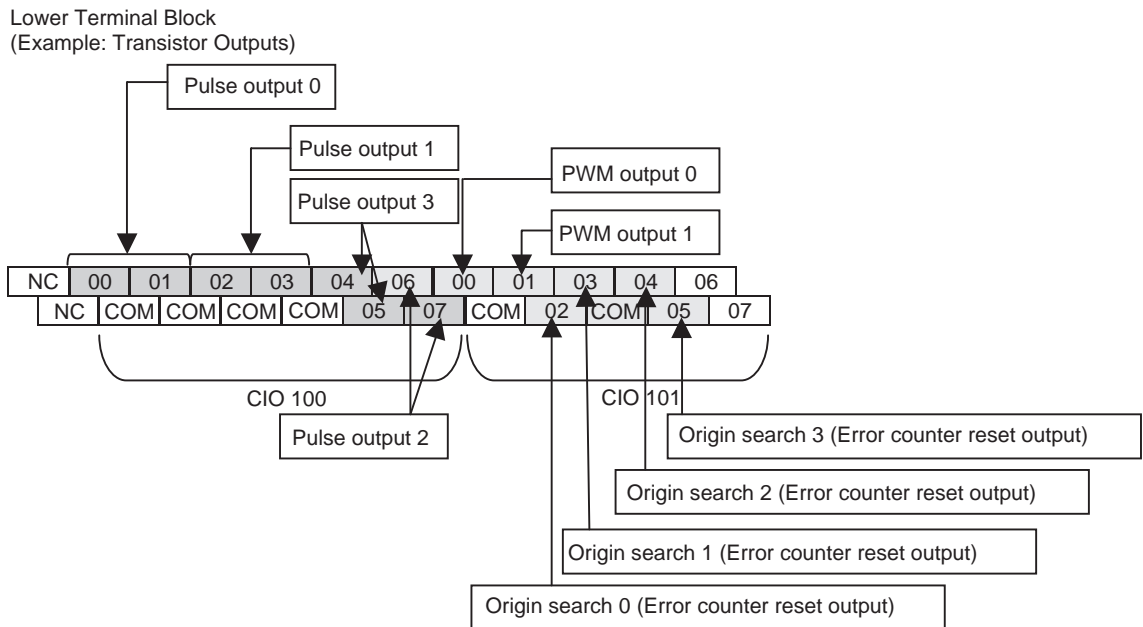 Lower Terminal Block
(Example: Transistor Outputs)
Pulse output 0
Pulse output 1
PWM output 0
Pulse output 3
PWM output 1
NC 00 01 02 03 04 06 00 01 03 04 06
NC COM COM COM COM 05 07 COM 02 COM 05 07
CIO 100 CIO 101
Pulse output 2
Origin search 3 (Error counter reset output)
Origin search 2 (Error counter reset output)
Origin search 1 (Error counter reset output)
Origin search 0 (Error counter reset output)